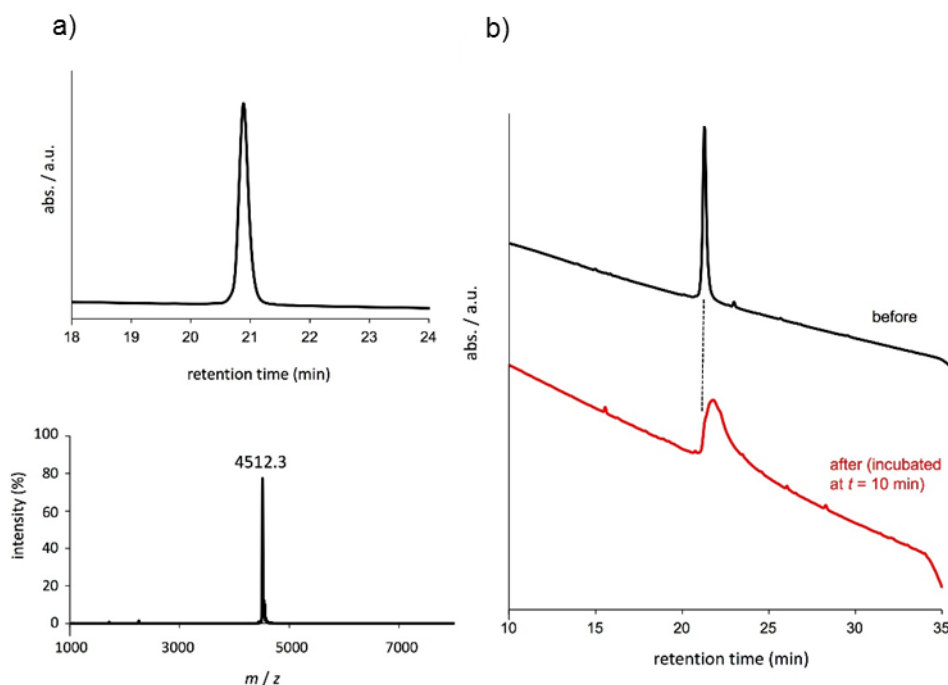 a)
abs. / a.u.
18 19 20 21 22 23 24
retention time (min)
100
80
60
40
20
0
intensity (%)
4512.3
1000 3000 5000 7000
m / z
b)
abs. / a.u.
before
after (incubated
at t = 10 min)
10 15 20 25 30 35
retention time (min)